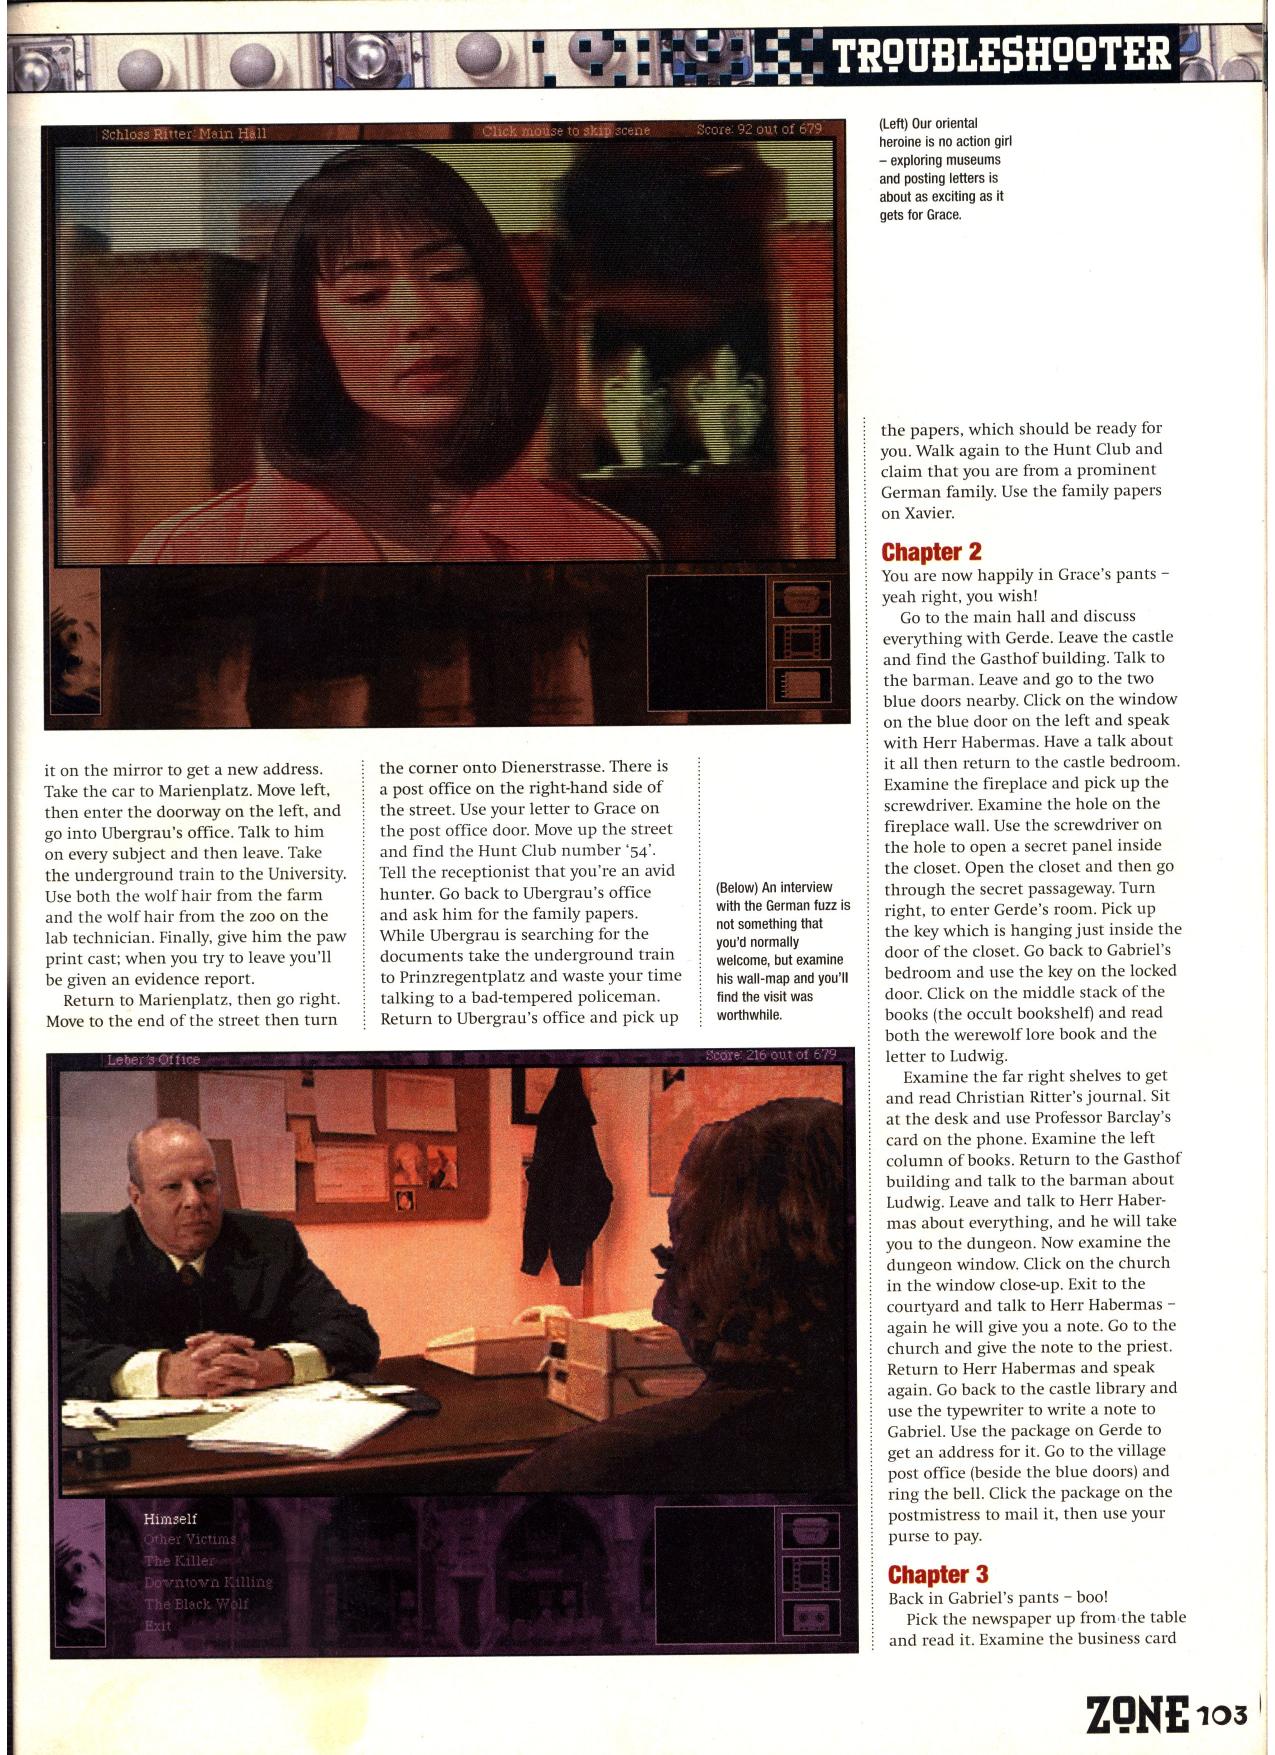 TROUBLESHOOTER
Schloss Ritter: Main Hall
Click mouse to skip scene
Score: 92 out of 679
(Left) Our oriental
heroine is no action girl
– exploring museums
and posting letters is
about as exciting as it
gets for Grace.
it on the mirror to get a new address.
Take the car to Marienplatz. Move left,
then enter the doorway on the left, and
go into Ubergrau's office. Talk to him
on every subject and then leave. Take
the underground train to the University.
Use both the wolf hair from the farm
and the wolf hair from the zoo on the
lab technician. Finally, give him the paw
print cast; when you try to leave you'll
be given an evidence report.
Return to Marienplatz, then go right.
Move to the end of the street then turn
the corner onto Dienerstrasse. There is
a post office on the right-hand side of
the street. Use your letter to Grace on
the post office door. Move up the street
and find the Hunt Club number '54'.
Tell the receptionist that you're an avid
hunter. Go back to Ubergrau's office
and ask him for the family papers.
While Ubergrau is searching for the
documents take the underground train
to Prinzregentplatz and waste your time
talking to a bad-tempered policeman.
Return to Ubergrau's office and pick up
(Below) An interview
with the German fuzz is
not something that
you'd normally
welcome, but examine
his wall-map and you'll
find the visit was
worthwhile.
Leber's Office
Score: 216 out of 679
Himself
Other Victims
The Killer
Downtown Killing
The Black Wolf
Exit
the papers, which should be ready for
you. Walk again to the Hunt Club and
claim that you are from a prominent
German family. Use the family papers
on Xavier.
Chapter 2
You are now happily in Grace's pants –
yeah right, you wish!
Go to the main hall and discuss
everything with Gerde. Leave the castle
and find the Gasthof building. Talk to
the barman. Leave and go to the two
blue doors nearby. Click on the window
on the blue door on the left and speak
with Herr Habermas. Have a talk about
it all then return to the castle bedroom.
Examine the fireplace and pick up the
screwdriver. Examine the hole on the
fireplace wall. Use the screwdriver on
the hole to open a secret panel inside
the closet. Open the closet and then go
through the secret passageway. Turn
right, to enter Gerde's room. Pick up
the key which is hanging just inside the
door of the closet. Go back to Gabriel's
bedroom and use the key on the locked
door. Click on the middle stack of the
books (the occult bookshelf) and read
both the werewolf lore book and the
letter to Ludwig.
Examine the far right shelves to get
and read Christian Ritter's journal. Sit
at the desk and use Professor Barclay's
card on the phone. Examine the left
column of books. Return to the Gasthof
building and talk to the barman about
Ludwig. Leave and talk to Herr Haber-
mas about everything, and he will take
you to the dungeon. Now examine the
dungeon window. Click on the church
in the window close-up. Exit to the
courtyard and talk to Herr Habermas –
again he will give you a note. Go to the
church and give the note to the priest.
Return to Herr Habermas and speak
again. Go back to the castle library and
use the typewriter to write a note to
Gabriel. Use the package on Gerde to
get an address for it. Go to the village
post office (beside the blue doors) and
ring the bell. Click the package on the
postmistress to mail it, then use your
purse to pay.
Chapter 3
Back in Gabriel's pants – boo!
Pick the newspaper up from the table
and read it. Examine the business card
ZONE 103